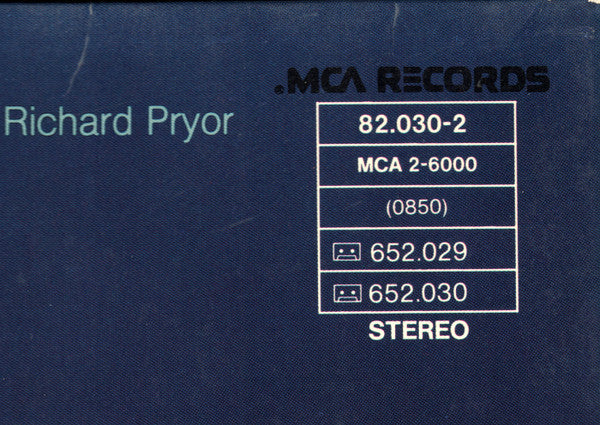 .MCA RECORDS
Richard Pryor
82.030-2
MCA 2-6000
(0850)
652.029
652.030
STEREO